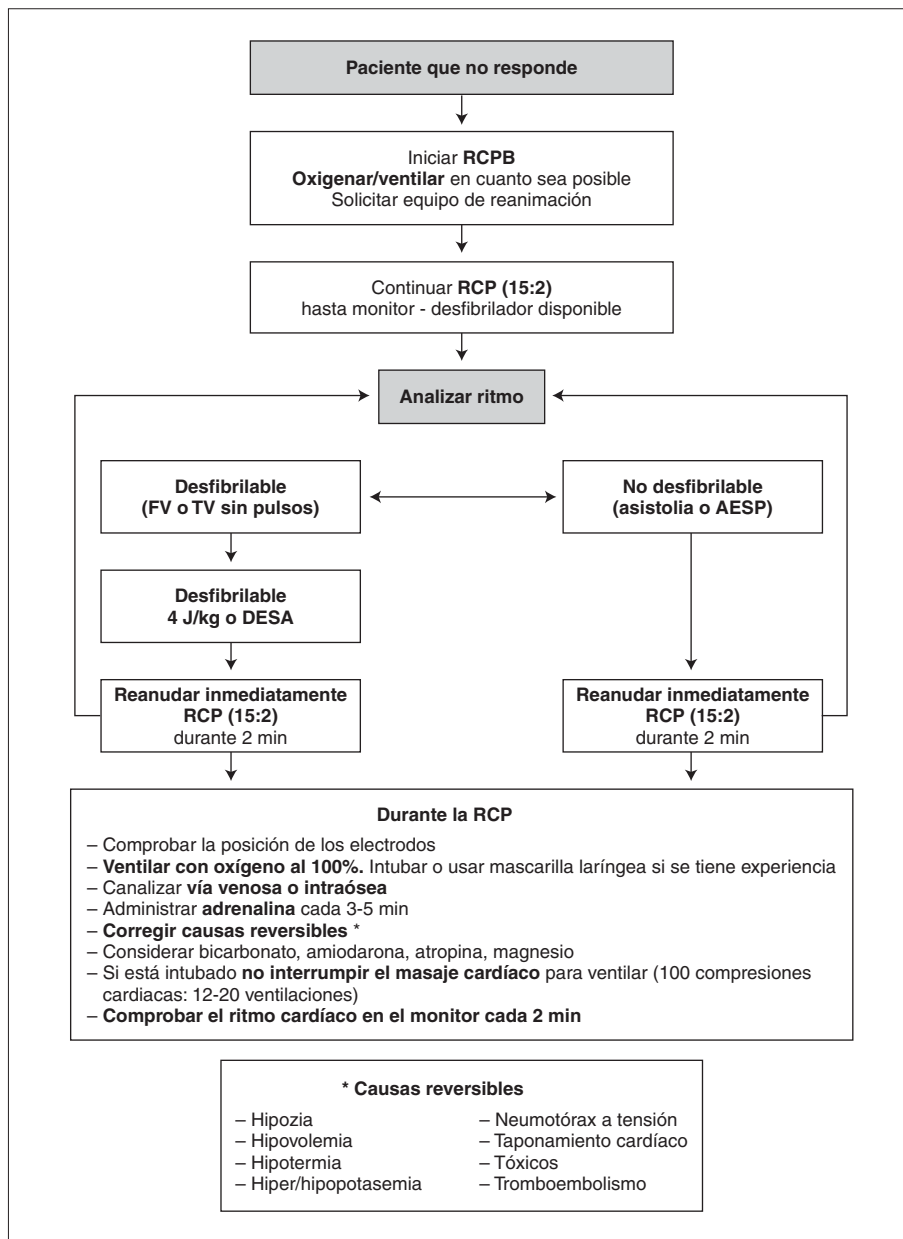 Paciente que no responde
Iniciar RCPB
Oxigenar/ventilar en cuanto sea posible
Solicitar equipo de reanimación
Continuar RCP (15:2)
hasta monitor - desfibrilador disponible
Analizar ritmo
Desfibrilable
(FV o TV sin pulsos)
No desfibrilable
(asistolia o AESP)
Desfibrilable
4 J/kg o DESA
Reanudar inmediatamente
RCP (15:2)
durante 2 min
Reanudar inmediatamente
RCP (15:2)
durante 2 min
Durante la RCP
– Comprobar la posición de los electrodos
– Ventilar con oxígeno al 100%. Intubar o usar mascarilla laríngea si se tiene experiencia
– Canalizar vía venosa o intraósea
– Administrar adrenalina cada 3-5 min
– Corregir causas reversibles *
– Considerar bicarbonato, amiodarona, atropina, magnesio
– Si está intubado no interrumpir el masaje cardíaco para ventilar (100 compresiones
cardiacas: 12-20 ventilaciones)
– Comprobar el ritmo cardíaco en el monitor cada 2 min
* Causas reversibles
– Hipozia
– Hipovolemia
– Hipotermia
– Hiper/hipopotasemia
– Neumotórax a tensión
– Taponamiento cardíaco
– Tóxicos
– Tromboembolismo